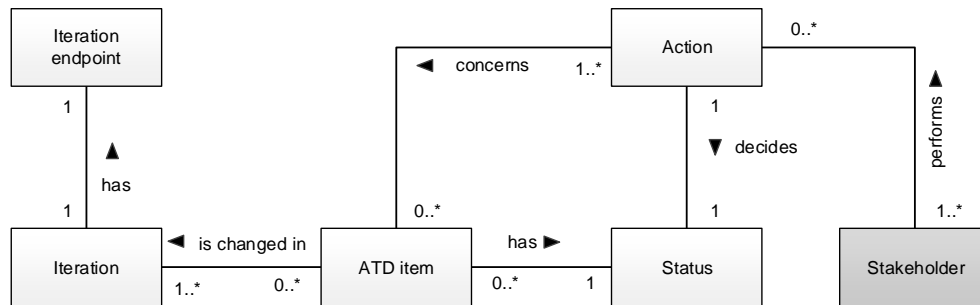 Iteration
endpoint
Action
0..*
concerns
1..*
1
1
decides
performs
has
1
0..*
1
1..*
is changed in
has
Iteration
ATD item
Status
Stakeholder
1..*
0..*
0..*
1